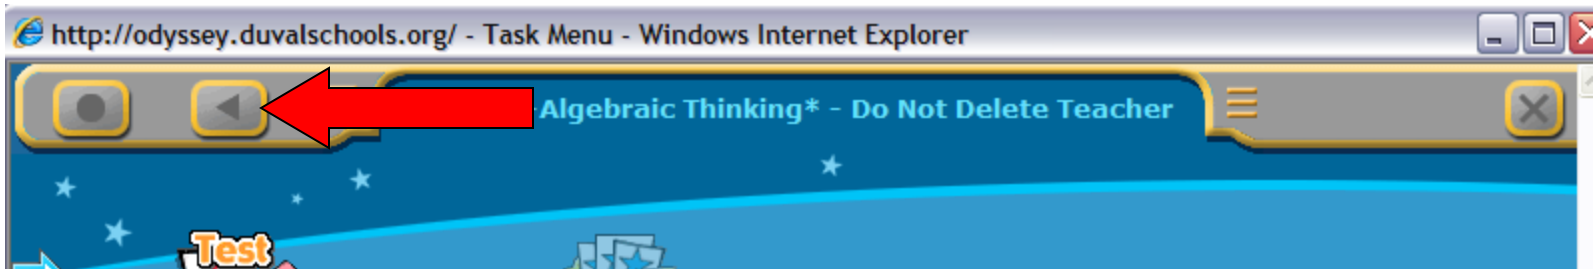 http://odyssey.duvalschools.org/ - Task Menu - Windows Internet Explorer
-Algebraic Thinking* - Do Not Delete Teacher
Test